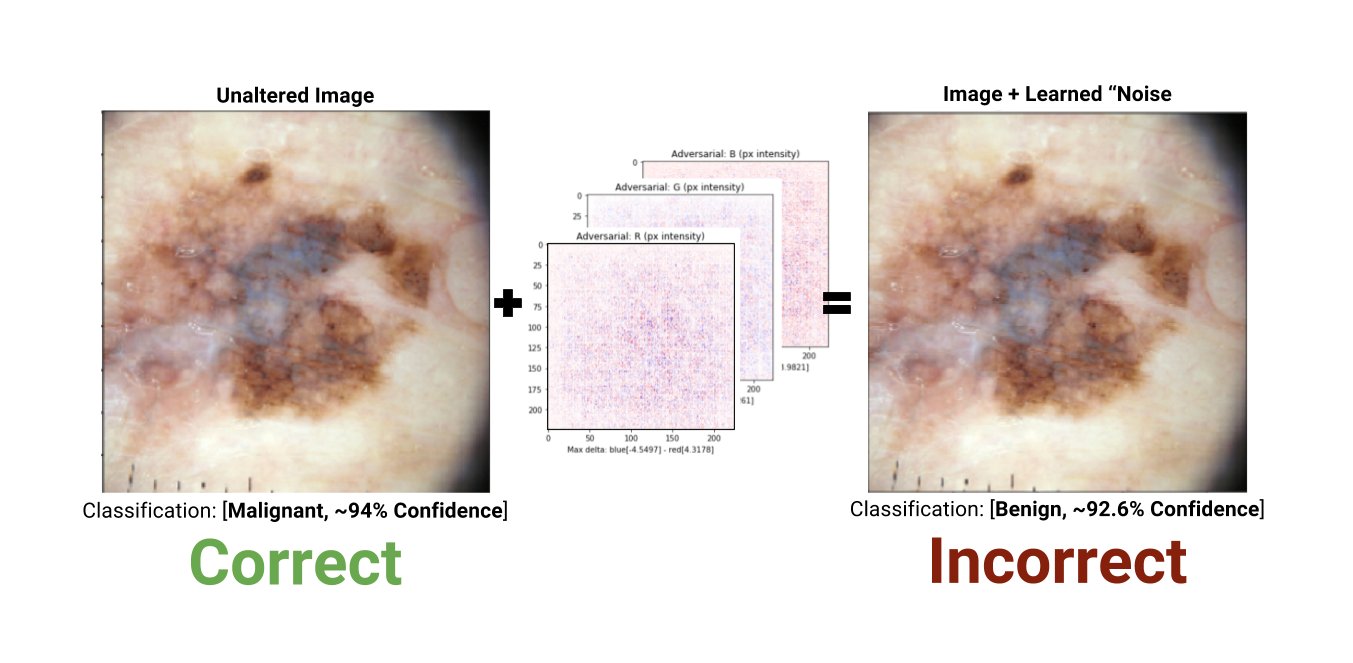 Unaltered Image
Image + Learned “Noise
Adversarial: B (px intensity)
0
Adversarial: G (px intensity)
0
25
Adversarial: R (px intensity)
0
25
50
75
100
125
150
175
200
0 50 100 150 200
Max delta: blue[-4.5497] - red[4.3178]
200
61]
200
.9821]
+
=
Classification: [Malignant, ~94% Confidence]
Correct
Classification: [Benign, ~92.6% Confidence]
Incorrect